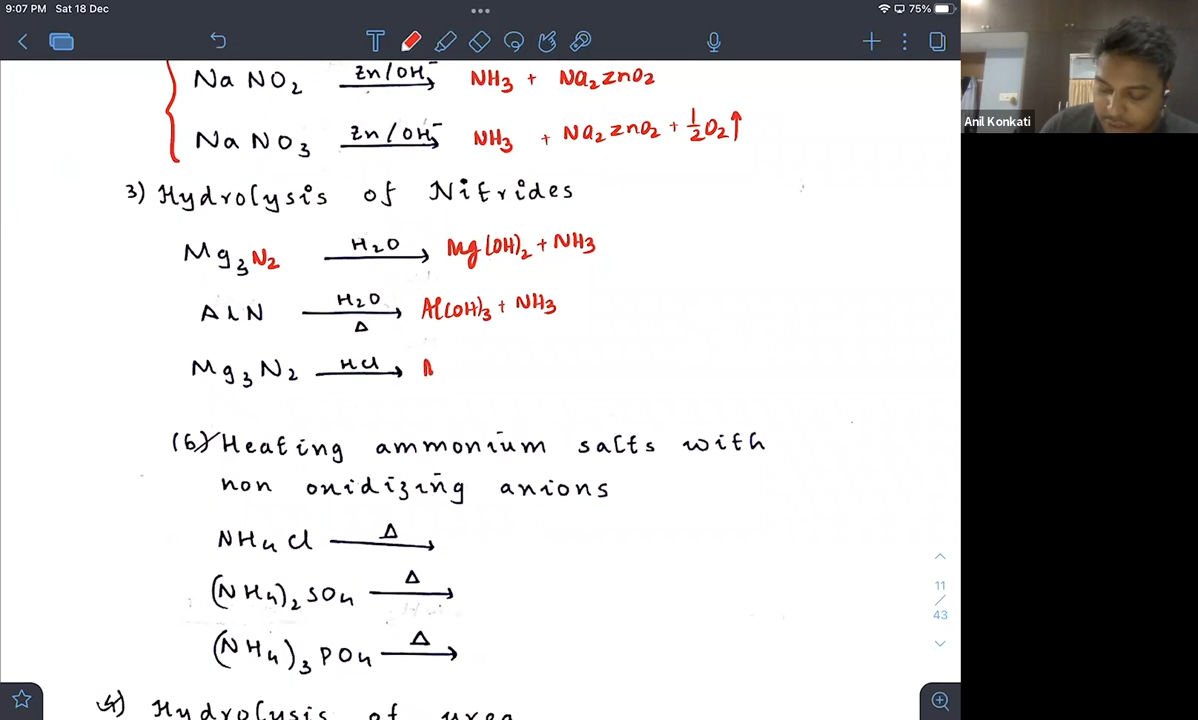 9:07 PM Sat 18 Dec
75%
Anil Konkati
NaNO2 Zn/OH- → NH3 + Na2ZnO2
NaNO3 Zn/OH- → NH3 + Na2ZnO2 + 1/2 O2↑
3) Hydrolysis of Nitrides
Mg3N2 H2O → Mg(OH)2 + NH3
AlN H2O Δ → Al(OH)3 + NH3
Mg3N2 HCl →
(6) Heating ammonium salts with
non oxidizing anions
NH4Cl Δ →
(NH4)2SO4 Δ →
(NH4)3PO4 Δ →
4) Hydrolysis of urea
11
/
43